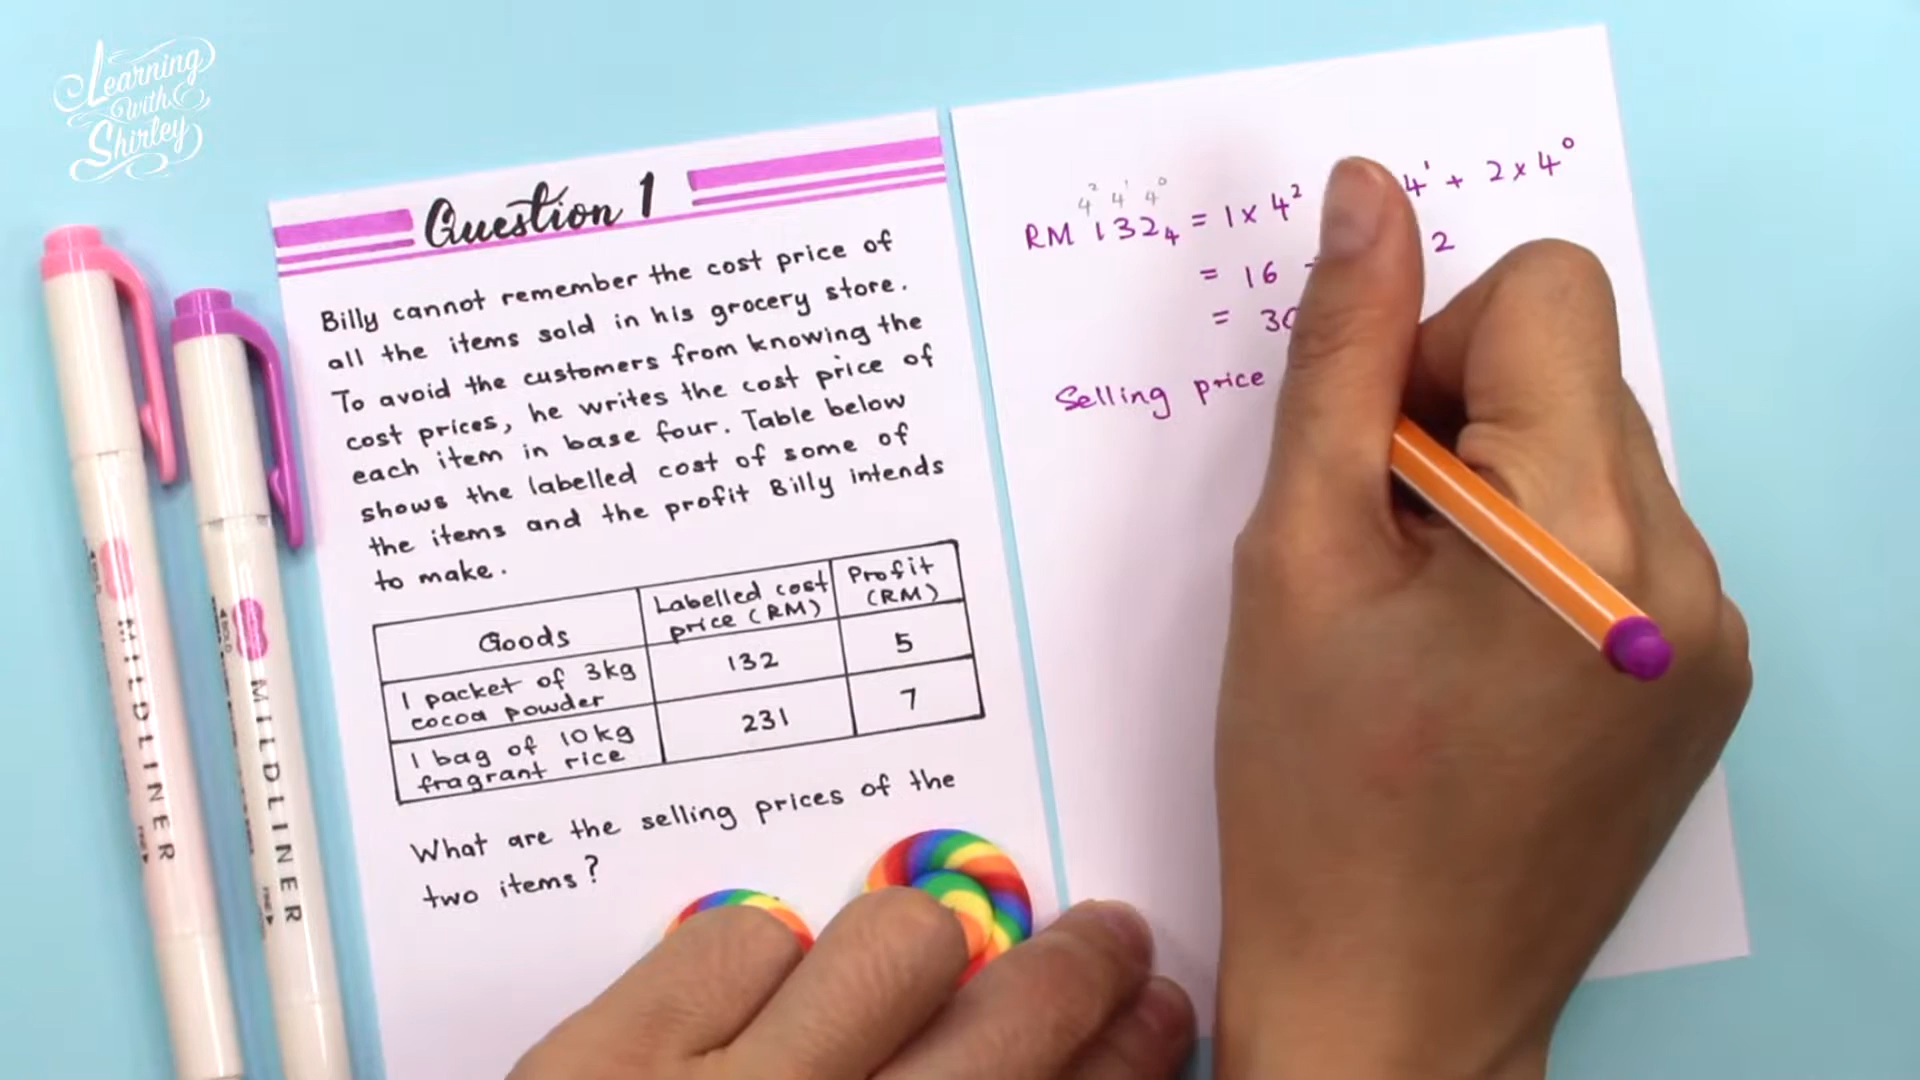 Learning
With
Shirley
Question 1
Billy cannot remember the cost price of
all the items sold in his grocery store.
To avoid the customers from knowing the
cost prices, he writes the cost price of
each item in base four. Table below
shows the labelled cost of some of
the items and the profit Billy intends
to make.
Goods
Labelled cost
price (RM)
Profit
(RM)
1 packet of 3kg
cocoa powder
132
5
1 bag of 10kg
fragrant rice
231
7
What are the selling prices of the
two items?
4² 4¹ 4⁰
RM 132₄ = 1 × 4² 4¹ + 2 × 4⁰
= 16 2
= 30
Selling price
MILDLINER
MILDLINER